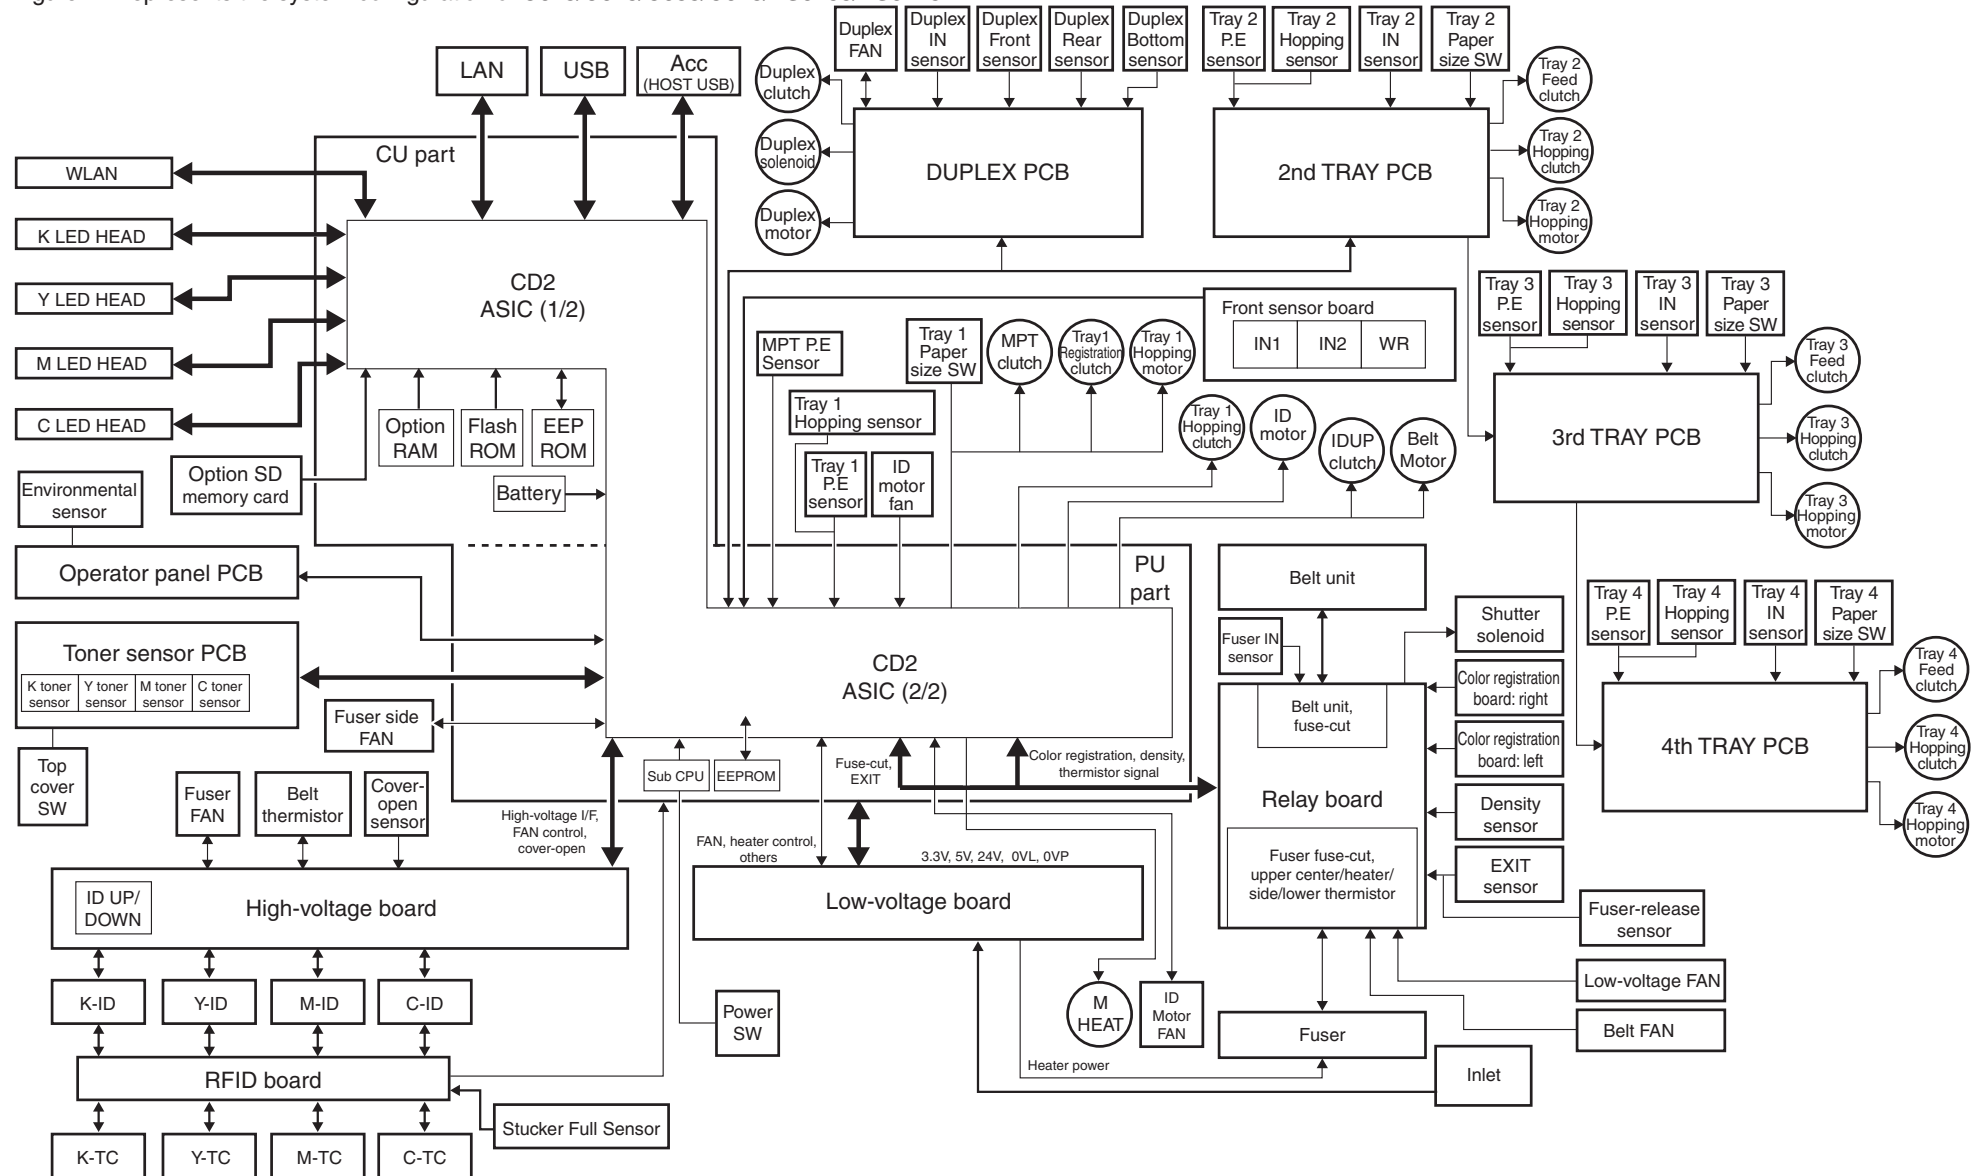 LAN
USB
Acc
(HOST USB)
Duplex
FAN
Duplex
IN
sensor
Duplex
Front
sensor
Duplex
Rear
sensor
Duplex
Bottom
sensor
Tray 2
P.E
sensor
Tray 2
Hopping
sensor
Tray 2
IN
sensor
Tray 2
Paper
size SW
Duplex
clutch
Duplex
solenoid
Duplex
motor
DUPLEX PCB
2nd TRAY PCB
Tray 2
Feed
clutch
Tray 2
Hopping
clutch
Tray 2
Hopping
motor
CU part
WLAN
K LED HEAD
Y LED HEAD
M LED HEAD
C LED HEAD
CD2
ASIC (1/2)
Option
RAM
Flash
ROM
EEP
ROM
Battery
Option SD
memory card
Environmental
sensor
Operator panel PCB
Toner sensor PCB
K toner
sensor
Y toner
sensor
M toner
sensor
C toner
sensor
Top
cover
SW
Fuser side
FAN
MPT P.E
Sensor
Tray 1
Hopping sensor
Tray 1
P.E
sensor
ID
motor
fan
Tray 1
Paper
size SW
MPT
clutch
Tray1
Registration
clutch
Tray 1
Hopping
motor
Front sensor board
IN1
IN2
WR
Tray 1
Hopping
clutch
ID
motor
IDUP
clutch
Belt
Motor
Tray 3
P.E
sensor
Tray 3
Hopping
sensor
Tray 3
IN
sensor
Tray 3
Paper
size SW
3rd TRAY PCB
Tray 3
Feed
clutch
Tray 3
Hopping
clutch
Tray 3
Hopping
motor
PU
part
CD2
ASIC (2/2)
Belt unit
Fuser IN
sensor
Shutter
solenoid
Color registration
board: right
Color registration
board: left
Density
sensor
EXIT
sensor
Fuser-release
sensor
Low-voltage FAN
Belt FAN
Belt unit,
fuse-cut
Relay board
Fuser fuse-cut,
upper center/heater/
side/lower thermistor
Tray 4
P.E
sensor
Tray 4
Hopping
sensor
Tray 4
IN
sensor
Tray 4
Paper
size SW
4th TRAY PCB
Tray 4
Feed
clutch
Tray 4
Hopping
clutch
Tray 4
Hopping
motor
Sub CPU
EEPROM
Fuse-cut,
EXIT
Color registration, density,
thermistor signal
Fuser
FAN
Belt
thermistor
Cover-
open
sensor
High-voltage I/F,
FAN control,
cover-open
FAN, heater control,
others
3.3V, 5V, 24V, 0VL, 0VP
ID UP/
DOWN
High-voltage board
Low-voltage board
K-ID
Y-ID
M-ID
C-ID
RFID board
Stucker Full Sensor
K-TC
Y-TC
M-TC
C-TC
Power
SW
M
HEAT
ID
Motor
FAN
Fuser
Heater power
Inlet